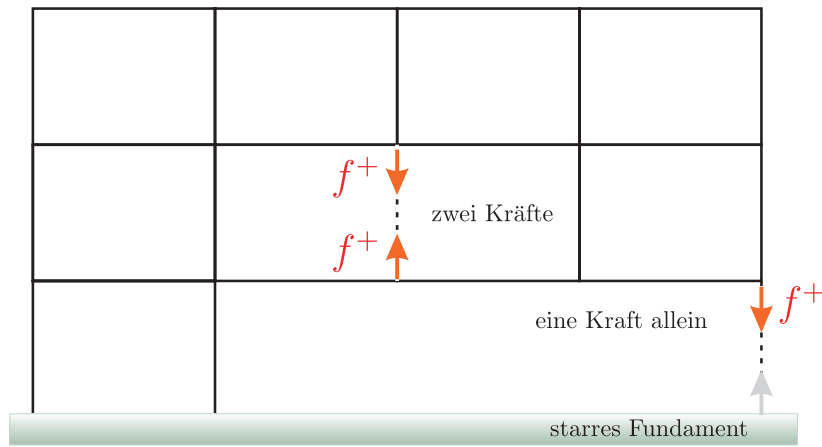 f⁺
zwei Kräfte
f⁺
f⁺
eine Kraft allein
starres Fundament